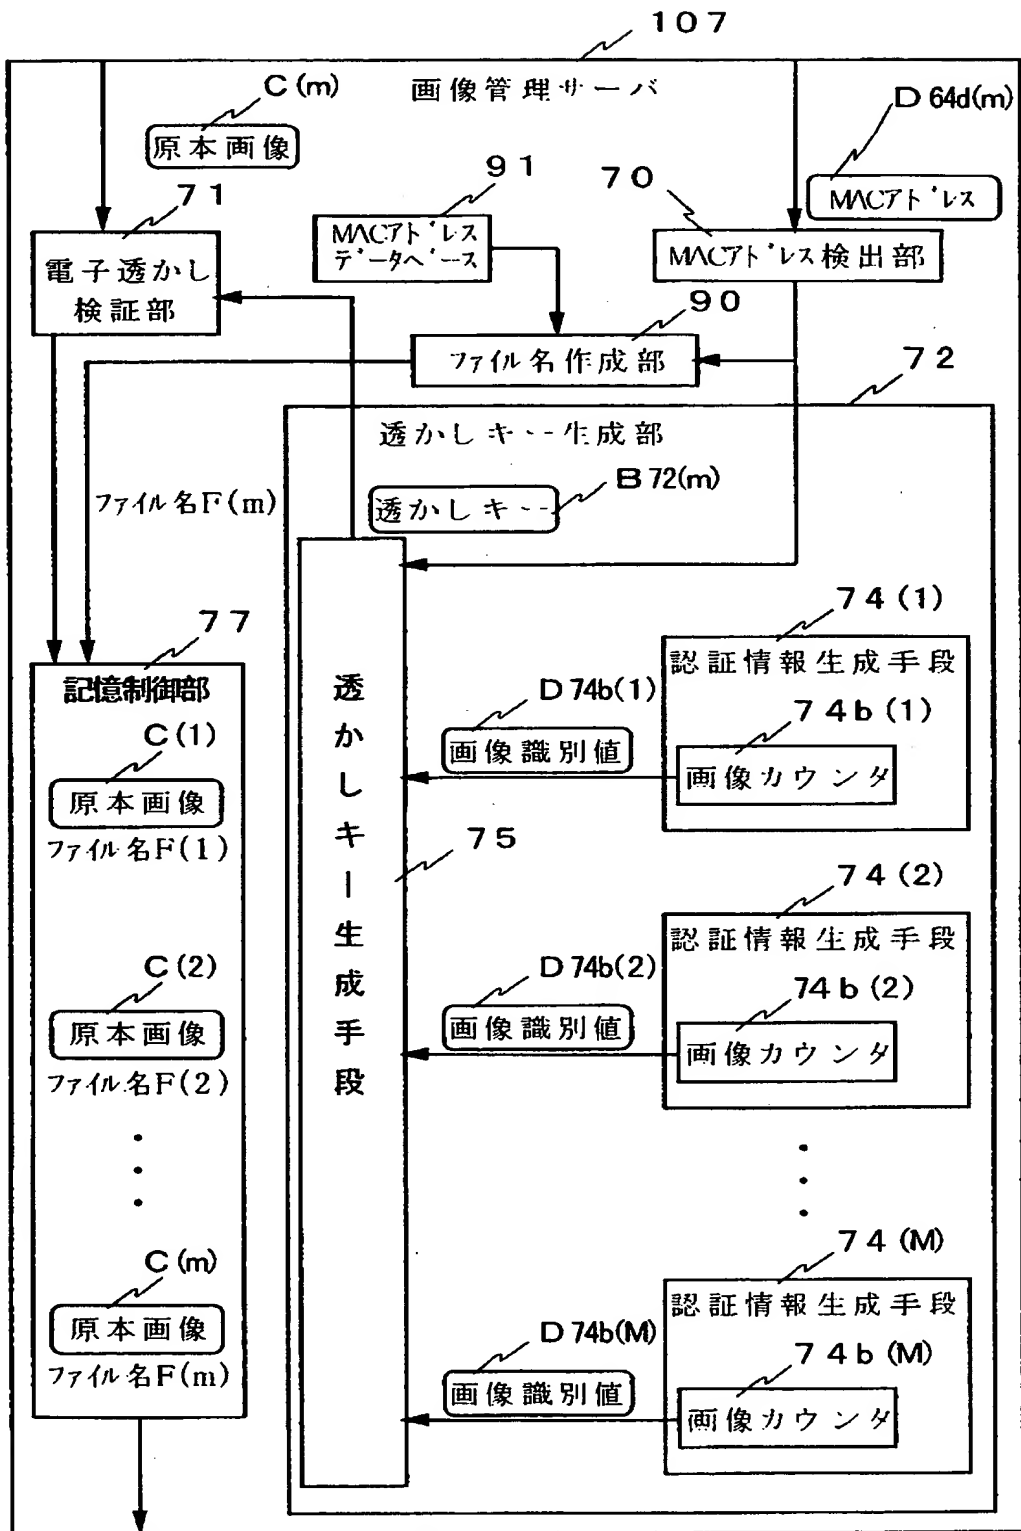 107
画像管理サーバ
C(m)
原本画像
D 64d(m)
MACアドレス
71
電子透かし
検証部
91
MACアドレス
データベース
70
MACアドレス検出部
90
ファイル名作成部
72
透かしキー生成部
B 72(m)
透かしキー
ファイル名F(m)
77
記憶制御部
C(1)
原本画像
ファイル名F(1)
C(2)
原本画像
ファイル名F(2)
C(m)
原本画像
ファイル名F(m)
透かしキー生成手段
75
D 74b(1)
画像識別値
74(1)
認証情報生成手段
74b(1)
画像カウンタ
D 74b(2)
画像識別値
74(2)
認証情報生成手段
74b(2)
画像カウンタ
D 74b(M)
画像識別値
74(M)
認証情報生成手段
74b(M)
画像カウンタ